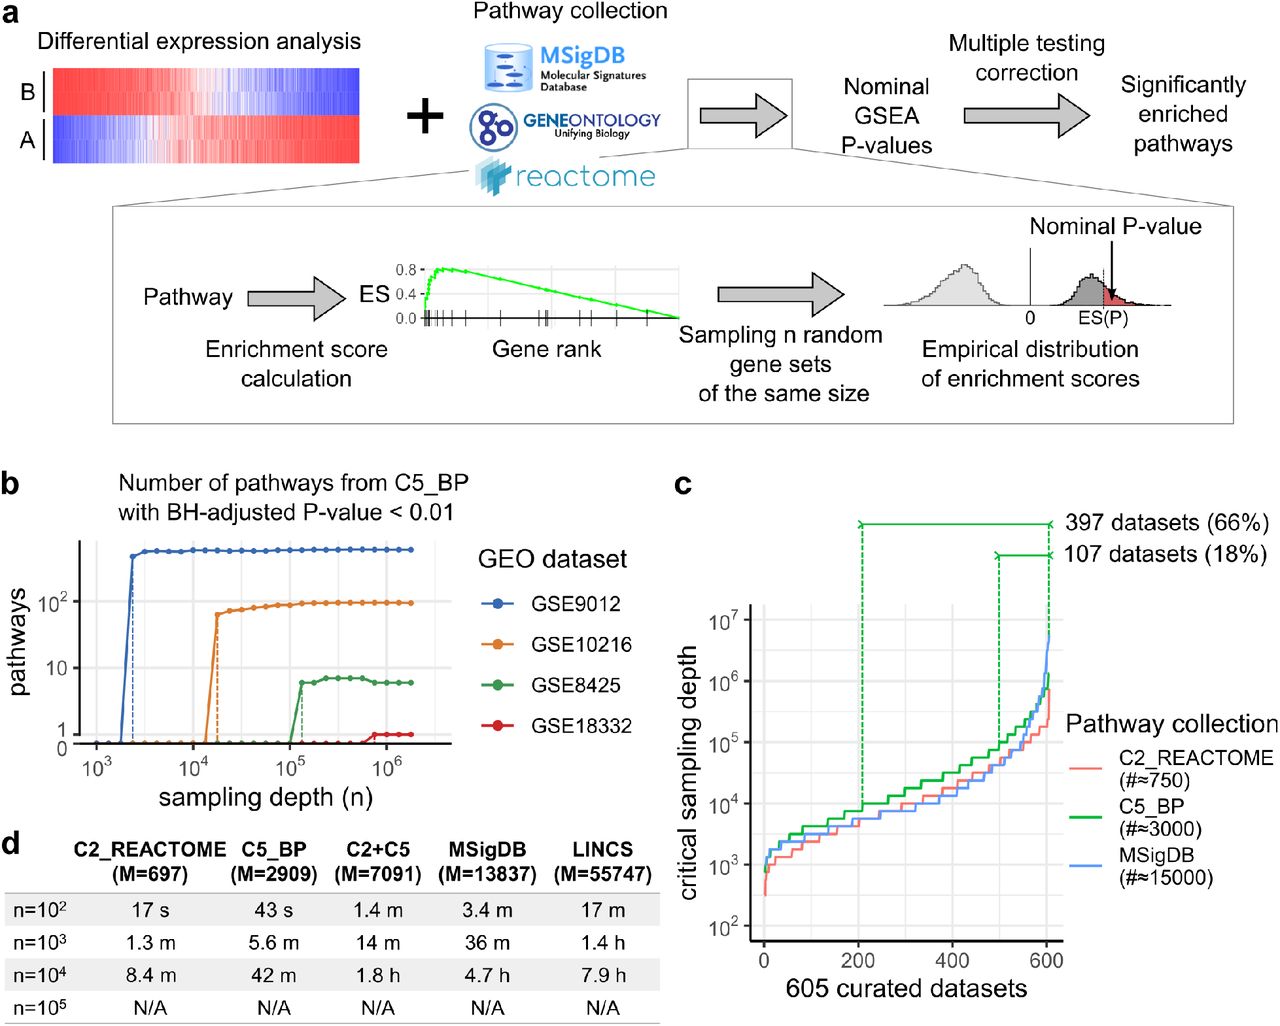 a
Pathway collection
Differential expression analysis
B
A
+
MSigDB
Molecular Signatures
Database
GENEONTOLOGY
Unifying Biology
reactome
Nominal
GSEA
P-values
Multiple testing
correction
Significantly
enriched
pathways
Pathway
Enrichment score
calculation
ES
0.8
0.4
0.0
Gene rank
Sampling n random
gene sets
of the same size
Nominal P-value
0
ES(P)
Empirical distribution
of enrichment scores
b
Number of pathways from C5_BP
with BH-adjusted P-value < 0.01
pathways
10²
10
1
0
10³ 10⁴ 10⁵ 10⁶
sampling depth (n)
GEO dataset
GSE9012
GSE10216
GSE8425
GSE18332
c
397 datasets (66%)
107 datasets (18%)
critical sampling depth
10⁷
10⁶
10⁵
10⁴
10³
10²
0 200 400 600
605 curated datasets
Pathway collection
C2_REACTOME
(#≈750)
C5_BP
(#≈3000)
MSigDB
(#≈15000)
d
C2_REACTOME C5_BP C2+C5 MSigDB LINCS
(M=697) (M=2909) (M=7091) (M=13837) (M=55747)
n=10² 17 s 43 s 1.4 m 3.4 m 17 m
n=10³ 1.3 m 5.6 m 14 m 36 m 1.4 h
n=10⁴ 8.4 m 42 m 1.8 h 4.7 h 7.9 h
n=10⁵ N/A N/A N/A N/A N/A